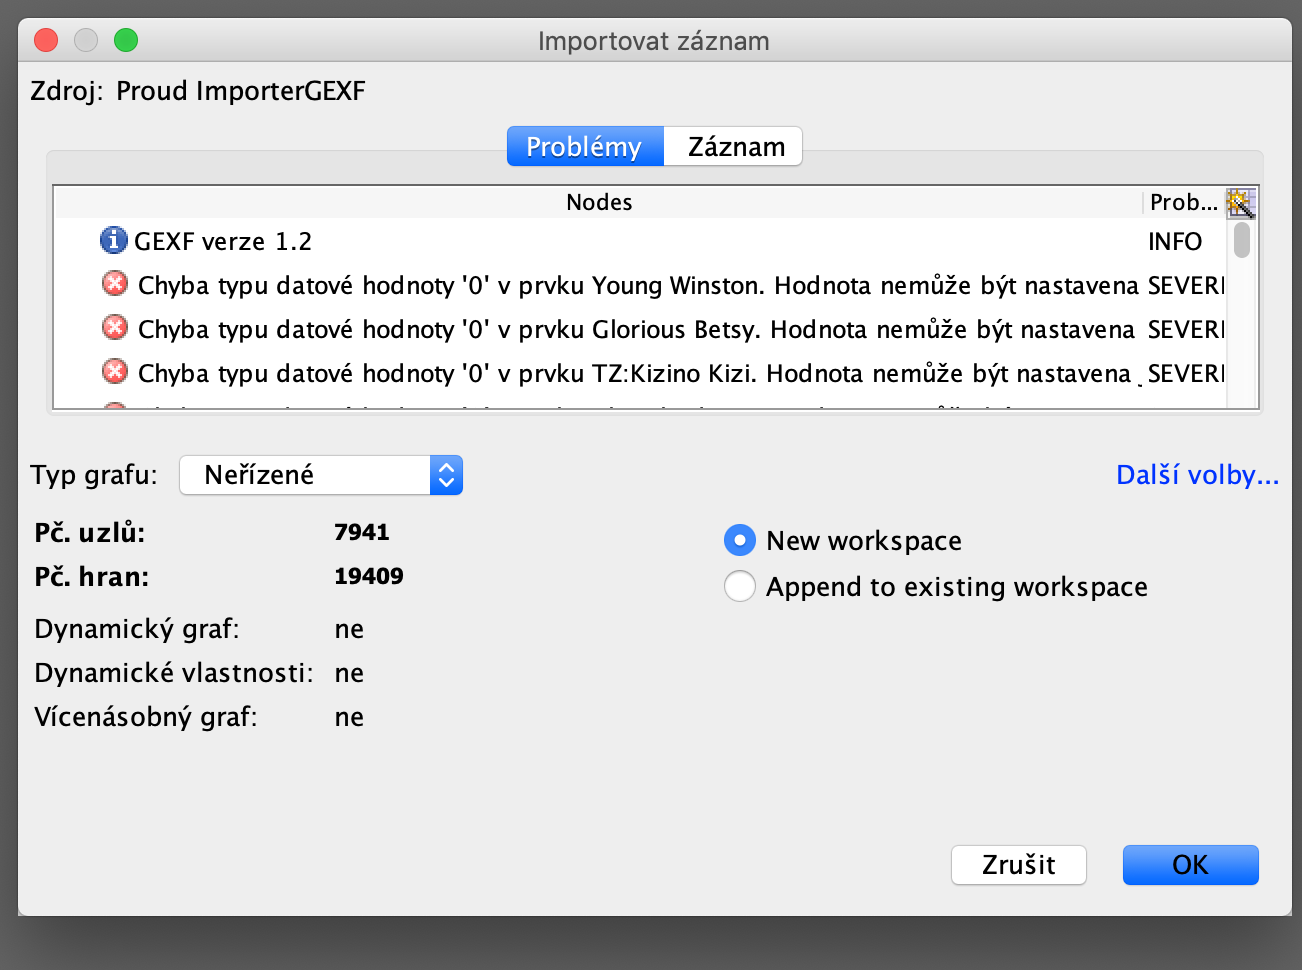 Importovat záznam
Zdroj: Proud ImporterGEXF
Problémy Záznam
Nodes Prob...
GEXF verze 1.2 INFO
Chyba typu datové hodnoty '0' v prvku Young Winston. Hodnota nemůže být nastavena SEVERE
Chyba typu datové hodnoty '0' v prvku Glorious Betsy. Hodnota nemůže být nastavena SEVERE
Chyba typu datové hodnoty '0' v prvku TZ:Kizino Kizi. Hodnota nemůže být nastavena SEVERE
Typ grafu: Neřízené Další volby...
Pč. uzlů: 7941
Pč. hran: 19409
New workspace
Append to existing workspace
Dynamický graf: ne
Dynamické vlastnosti: ne
Vícenásobný graf: ne
Zrušit OK